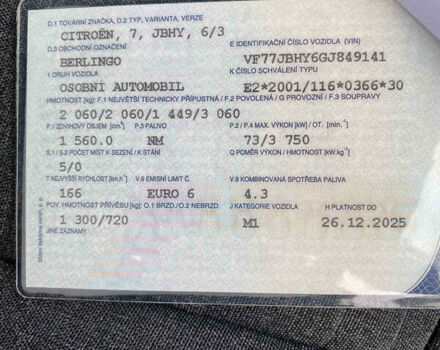 D.1 TOVÁRNÍ ZNAČKA, D.2 TYP, VARIANTA, VERZE
CITROËN, 7, JBHY, 6/3
D.3 OBCHODNÍ OZNAČENÍ E IDENTIFIKAČNÍ ČÍSLO VOZIDLA (VIN)
BERLINGO VF77JBHY6GJ849141
1 DRUH VOZIDLA K ČÍSLO SCHVÁLENÍ TYPU
OSOBNÍ AUTOMOBIL E2*2001/116*0366*30
HMOTNOST (kg): F.1 NEJVĚTŠÍ TECHNICKY PŘÍPUSTNÁ / F.2 POVOLENÁ / G PROVOZNÍ / F.3 SOUPRAVY
2 060/2 060/1 449/3 060
P.1 ZDVIHOVÝ OBJEM [cm³] P.3 PALIVO P.2 / P.4 MAX. VÝKON [kW] / OT. [min⁻¹]
1 560.0 NM 73/3 750
S.1 / S.2 POČET MÍST K SEZENÍ / K STÁNÍ Q POMĚR VÝKON / HMOTNOST [kW.kg⁻¹]
5/0
T NEJVYŠŠÍ RYCHLOST [km.h⁻¹] V.9 EMISNÍ LIMIT Č. V.8 KOMBINOVANÁ SPOTŘEBA PALIVA
166 EURO 6 4.3
POV. HMOTNOST PŘÍVĚSU [kg]: O.1 BRZD. / O.2 NEBRZD. J KATEGORIE VOZIDLA H PLATNOST DO
1 300/720 M1 26.12.2025
JINÉ ZÁZNAMY